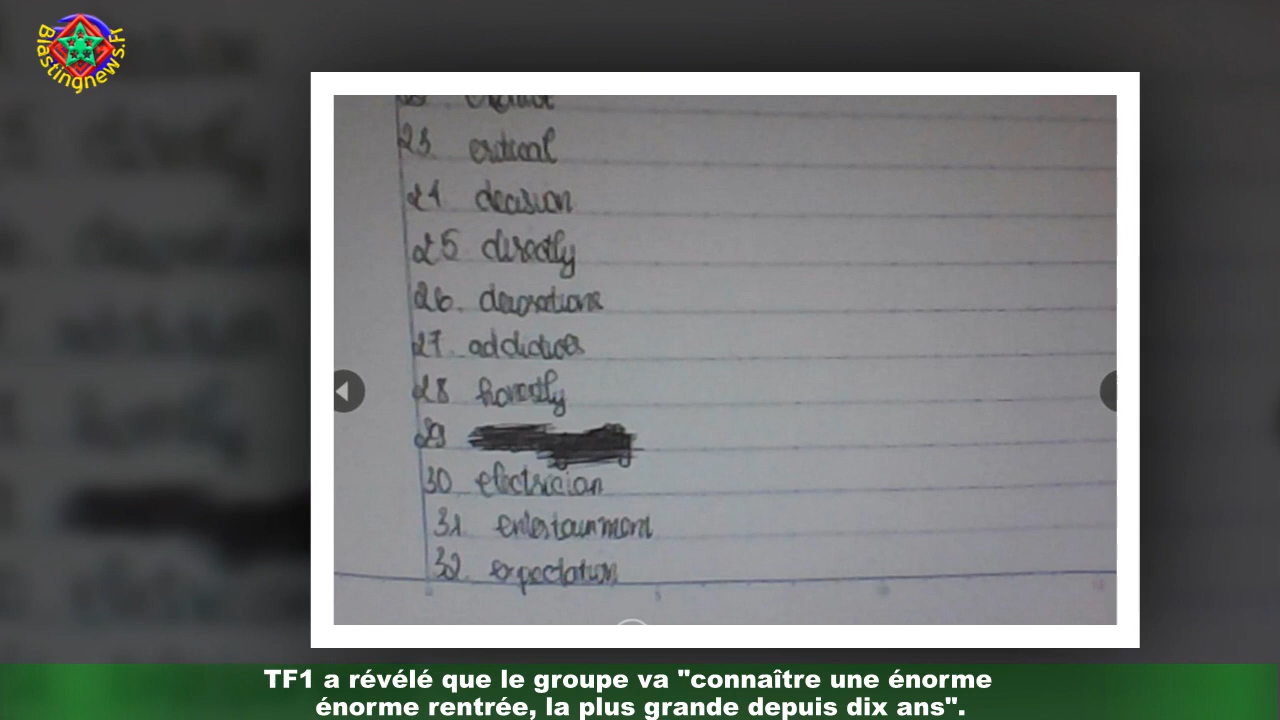 Blastingnews.Fr
23. critical
24 decision
25. directly
26. decorations
27. addictives
28 honestly
29
30. electrician
31. entertainment
32. expectation
TF1 a révélé que le groupe va "connaître une énorme
énorme rentrée, la plus grande depuis dix ans".